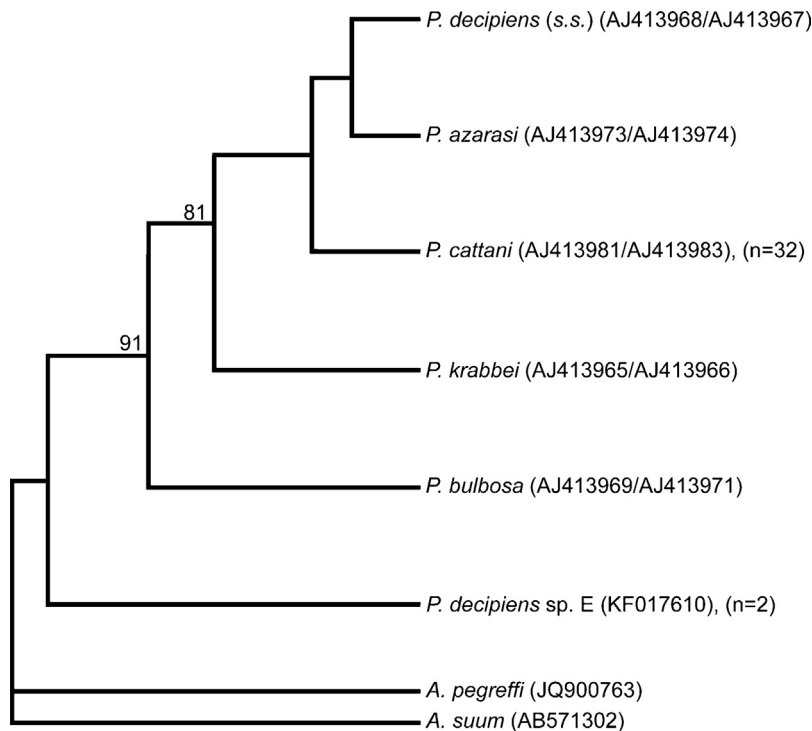 P. decipiens (s.s.) (AJ413968/AJ413967)
P. azarasi (AJ413973/AJ413974)
81
P. cattani (AJ413981/AJ413983), (n=32)
91
P. krabbei (AJ413965/AJ413966)
P. bulbosa (AJ413969/AJ413971)
P. decipiens sp. E (KF017610), (n=2)
A. pegreffi (JQ900763)
A. suum (AB571302)